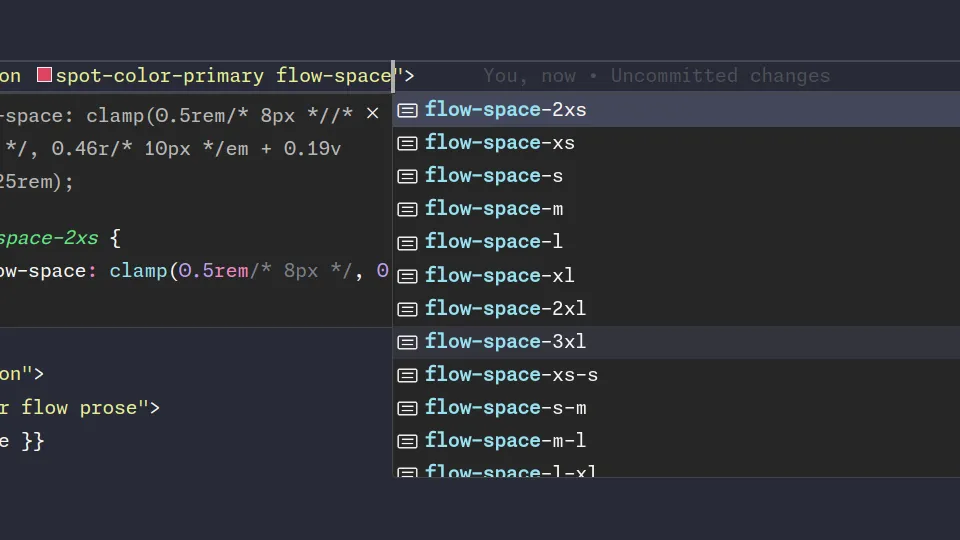 on spot-color-primary flow-space"> You, now • Uncommitted changes
-space: clamp(0.5rem/* 8px *//*
*/, 0.46r/* 10px */em + 0.19v
25rem);
space-2xs {
ow-space: clamp(0.5rem/* 8px */, 0
on">
r flow prose">
e }}
flow-space-2xs
flow-space-xs
flow-space-s
flow-space-m
flow-space-l
flow-space-xl
flow-space-2xl
flow-space-3xl
flow-space-xs-s
flow-space-s-m
flow-space-m-l
flow-space-l-xl